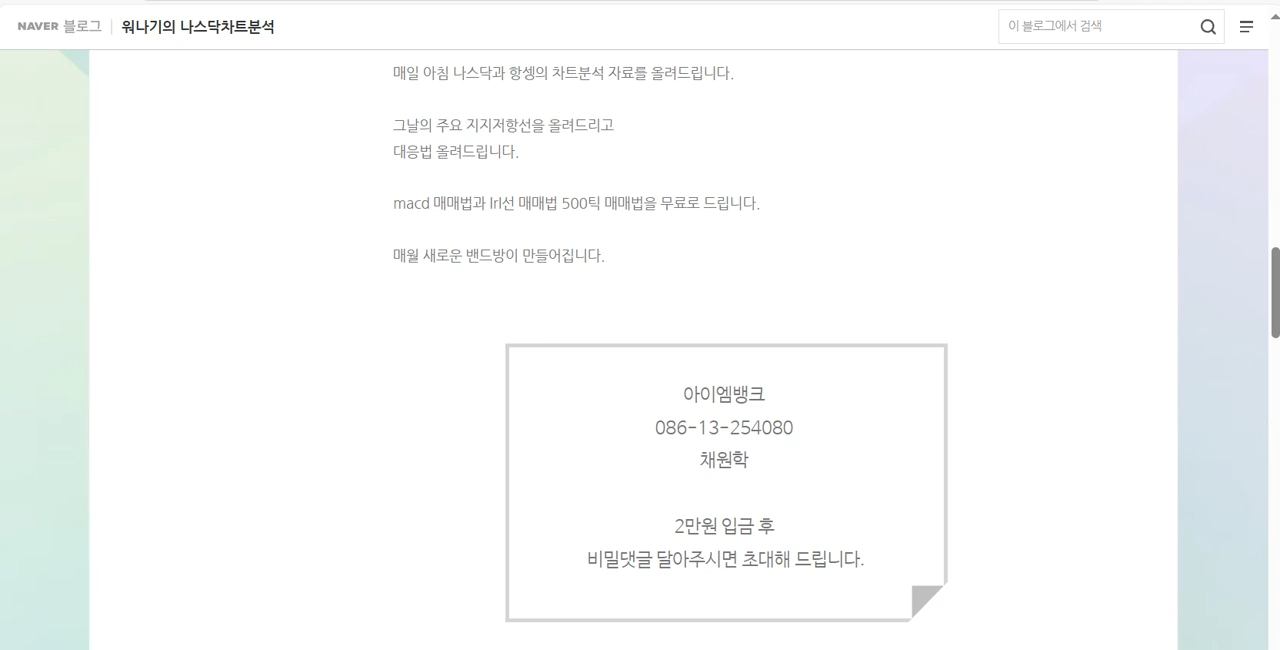 NAVER 블로그 워나기의 나스닥차트분석 이 블로그에서 검색
매일 아침 나스닥과 항셍의 차트분석 자료를 올려드립니다.
그날의 주요 지지저항선을 올려드리고
대응법 올려드립니다.
macd 매매법과 lrl선 매매법 500틱 매매법을 무료로 드립니다.
매월 새로운 밴드방이 만들어집니다.
아이엠뱅크
086-13-254080
채원학
2만원 입금 후
비밀댓글 달아주시면 초대해 드립니다.